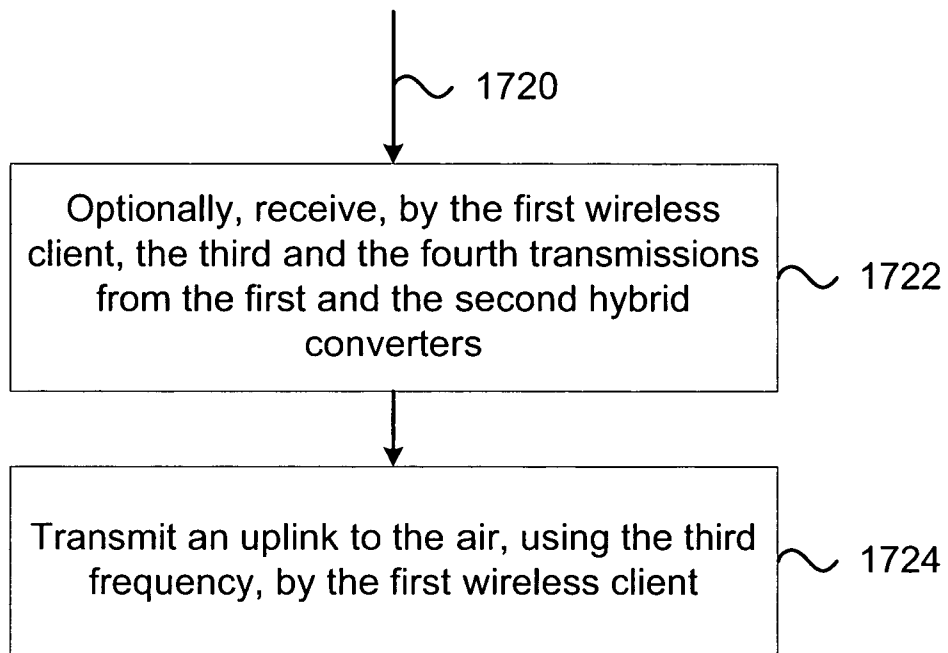 1720
Optionally, receive, by the first wireless
client, the third and the fourth transmissions
from the first and the second hybrid
converters
1722
Transmit an uplink to the air, using the third
frequency, by the first wireless client
1724